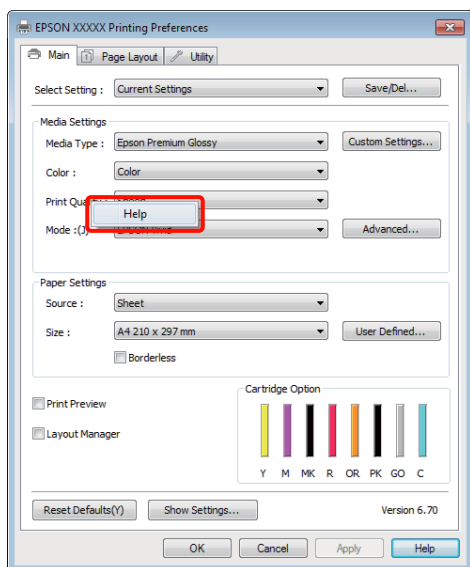 EPSON XXXXX Printing Preferences
Main Page Layout Utility
Select Setting : Current Settings Save/Del...
Media Settings
Media Type : Epson Premium Glossy Custom Settings...
Color : Color
Print
Help
Mode :(J) Advanced...
Paper Settings
Source : Sheet
Size : A4 210 x 297 mm User Defined...
Borderless
Cartridge Option
Print Preview
Layout Manager
Y M MK R OR PK GO C
Reset Defaults(Y) Show Settings... Version 6.70
OK Cancel Apply Help